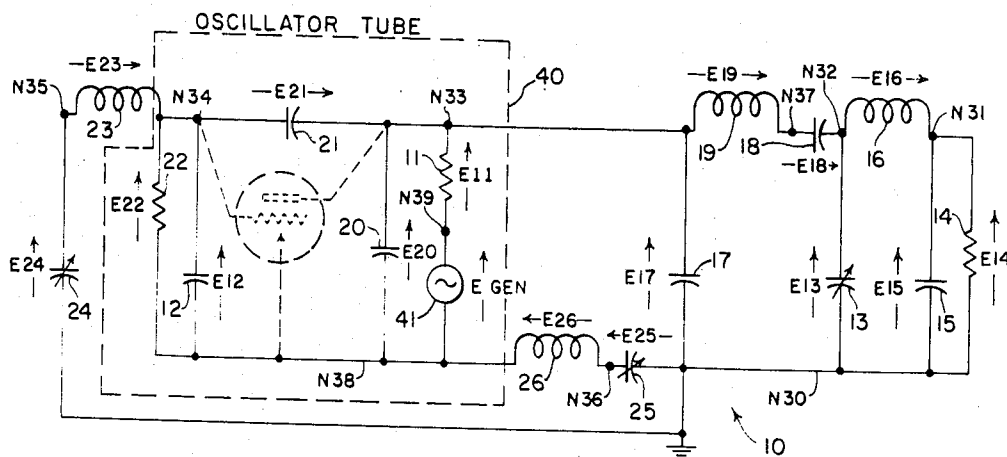 OSCILLATOR TUBE
N35
—E23→
N34
—E21→
N33
40
—E19→
N37
N32
—E16→
N31
23
21
11
E11
19
18
—E18→
16
22
N39
14
E22
20
E20
E24
E12
E17
17
E13
E15
E14
24
12
41
E GEN
←E26—
←E25—
13
15
N38
26
N36
25
N30
10